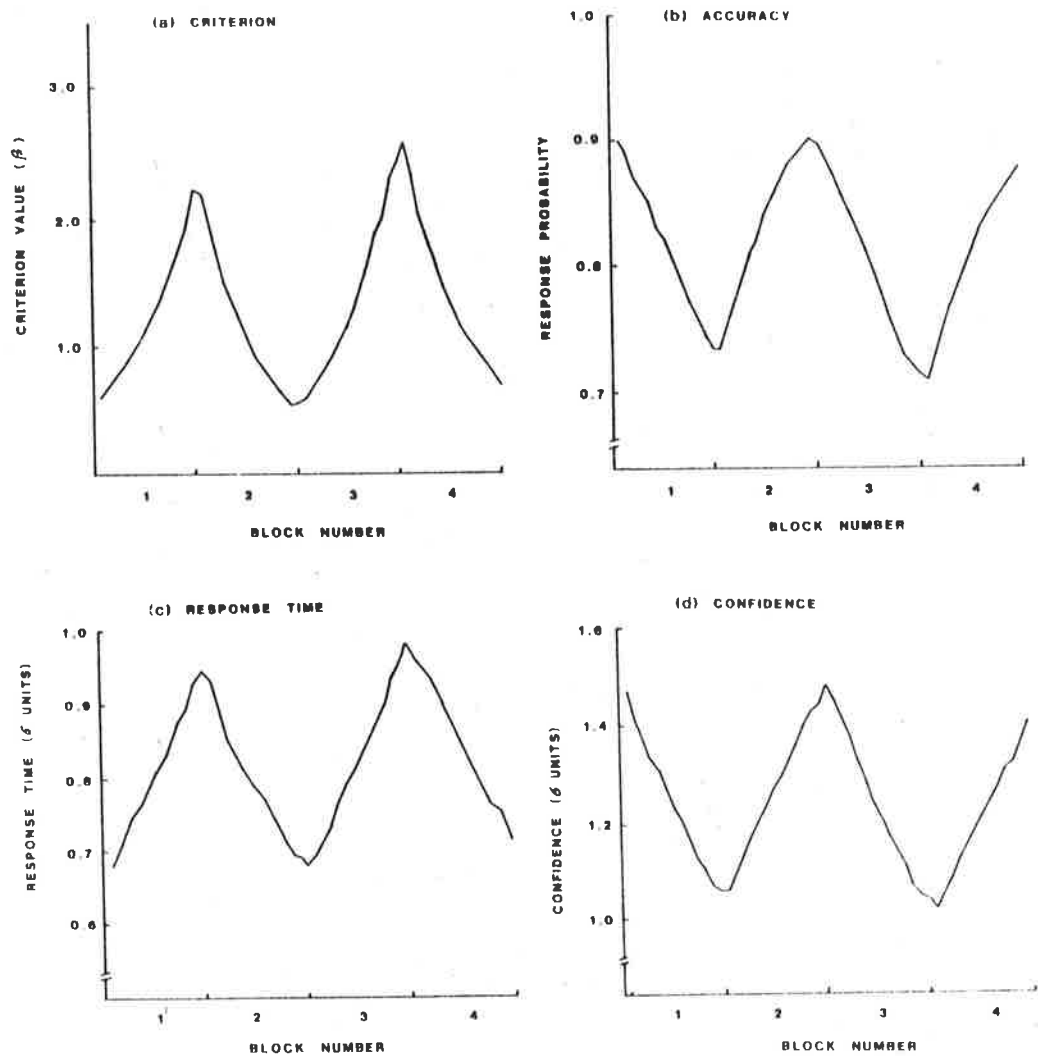 (a) CRITERION
CRITERION VALUE (β)
3.0
2.0
1.0
1 2 3 4
BLOCK NUMBER
(b) ACCURACY
RESPONSE PROBABILITY
1.0
0.9
0.8
0.7
1 2 3 4
BLOCK NUMBER
(c) RESPONSE TIME
RESPONSE TIME (σ UNITS)
1.0
0.9
0.8
0.7
0.6
1 2 3 4
BLOCK NUMBER
(d) CONFIDENCE
CONFIDENCE (σ UNITS)
1.6
1.4
1.2
1.0
1 2 3 4
BLOCK NUMBER